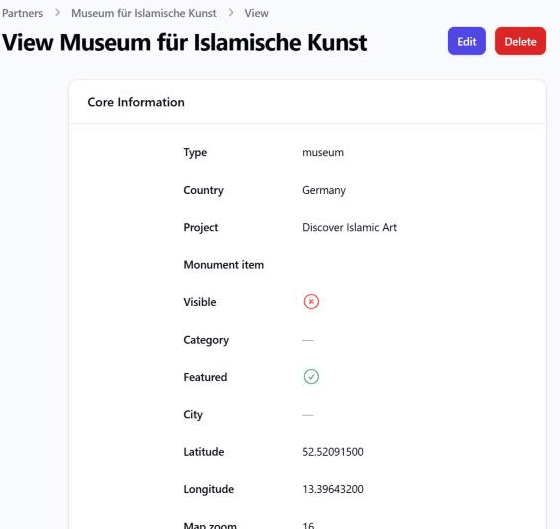 Partners > Museum für Islamische Kunst > View
View Museum für Islamische Kunst
Edit
Delete
Core Information
Type museum
Country Germany
Project Discover Islamic Art
Monument item
Visible
Category —
Featured
City —
Latitude 52.52091500
Longitude 13.39643200
Map zoom 16